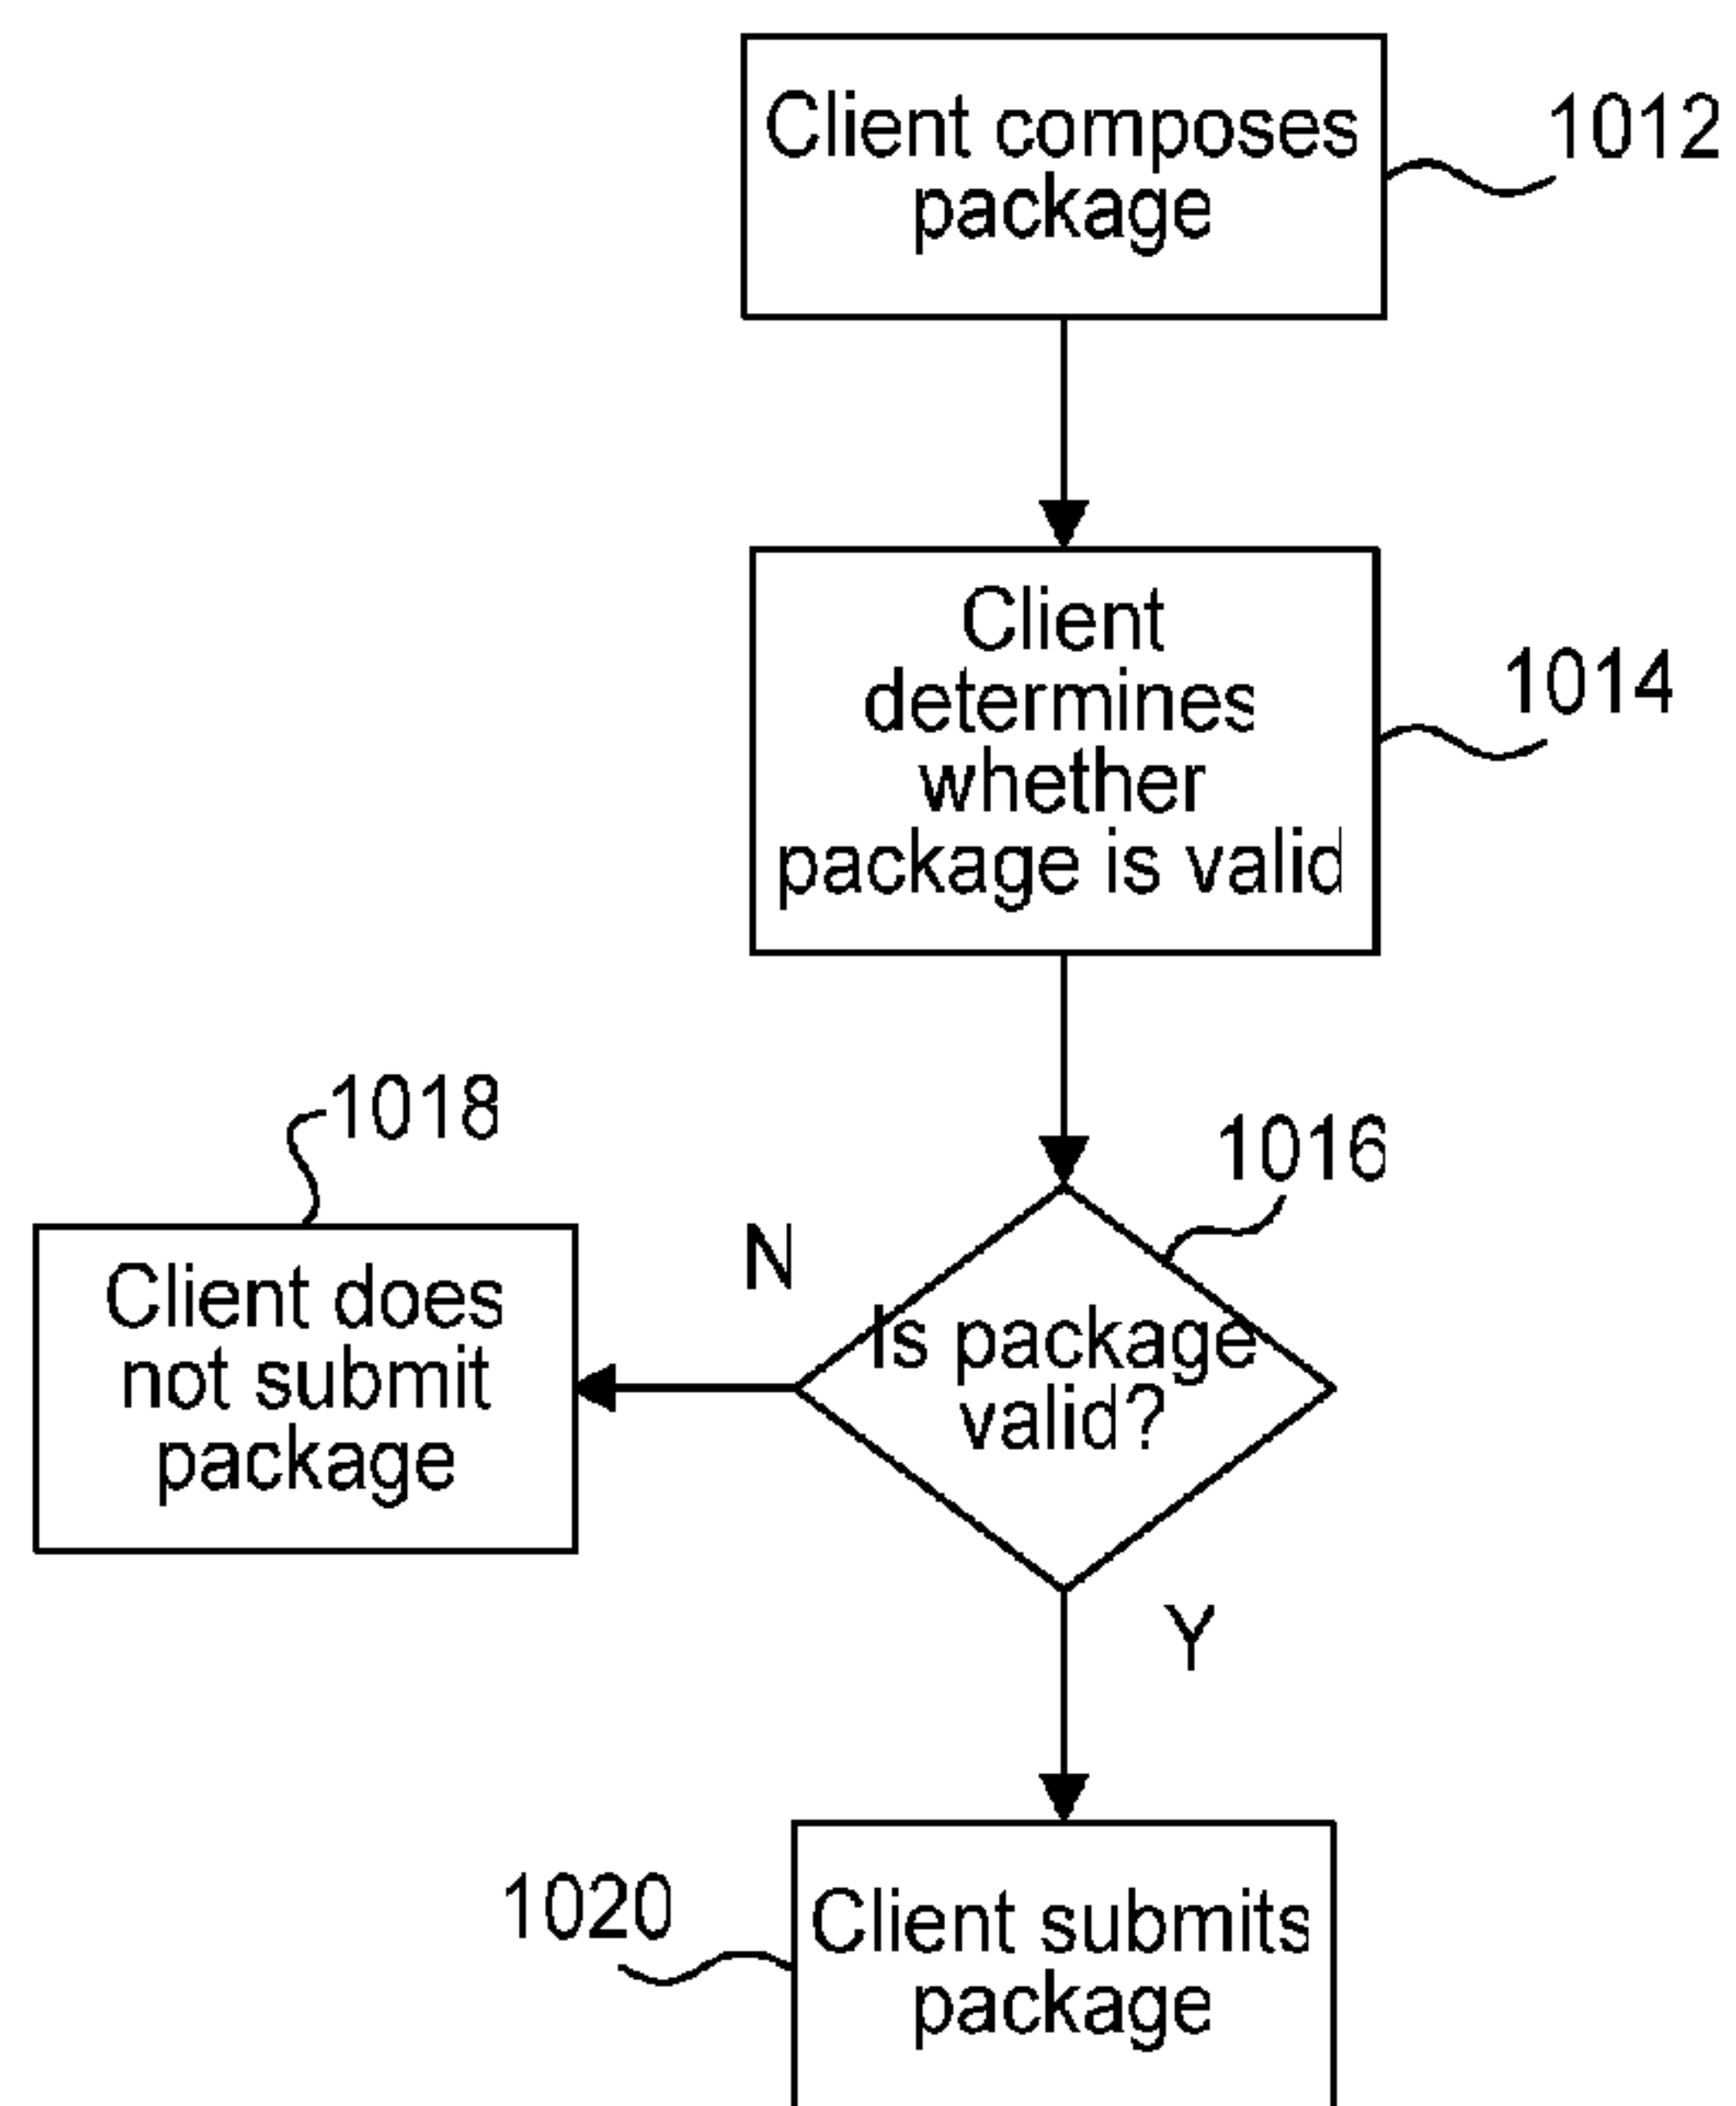 Client composes
package
1012
Client
determines
whether
package is valid
1014
1018
1016
N
Client does
not submit
package
Is package
valid?
Y
1020
Client submits
package